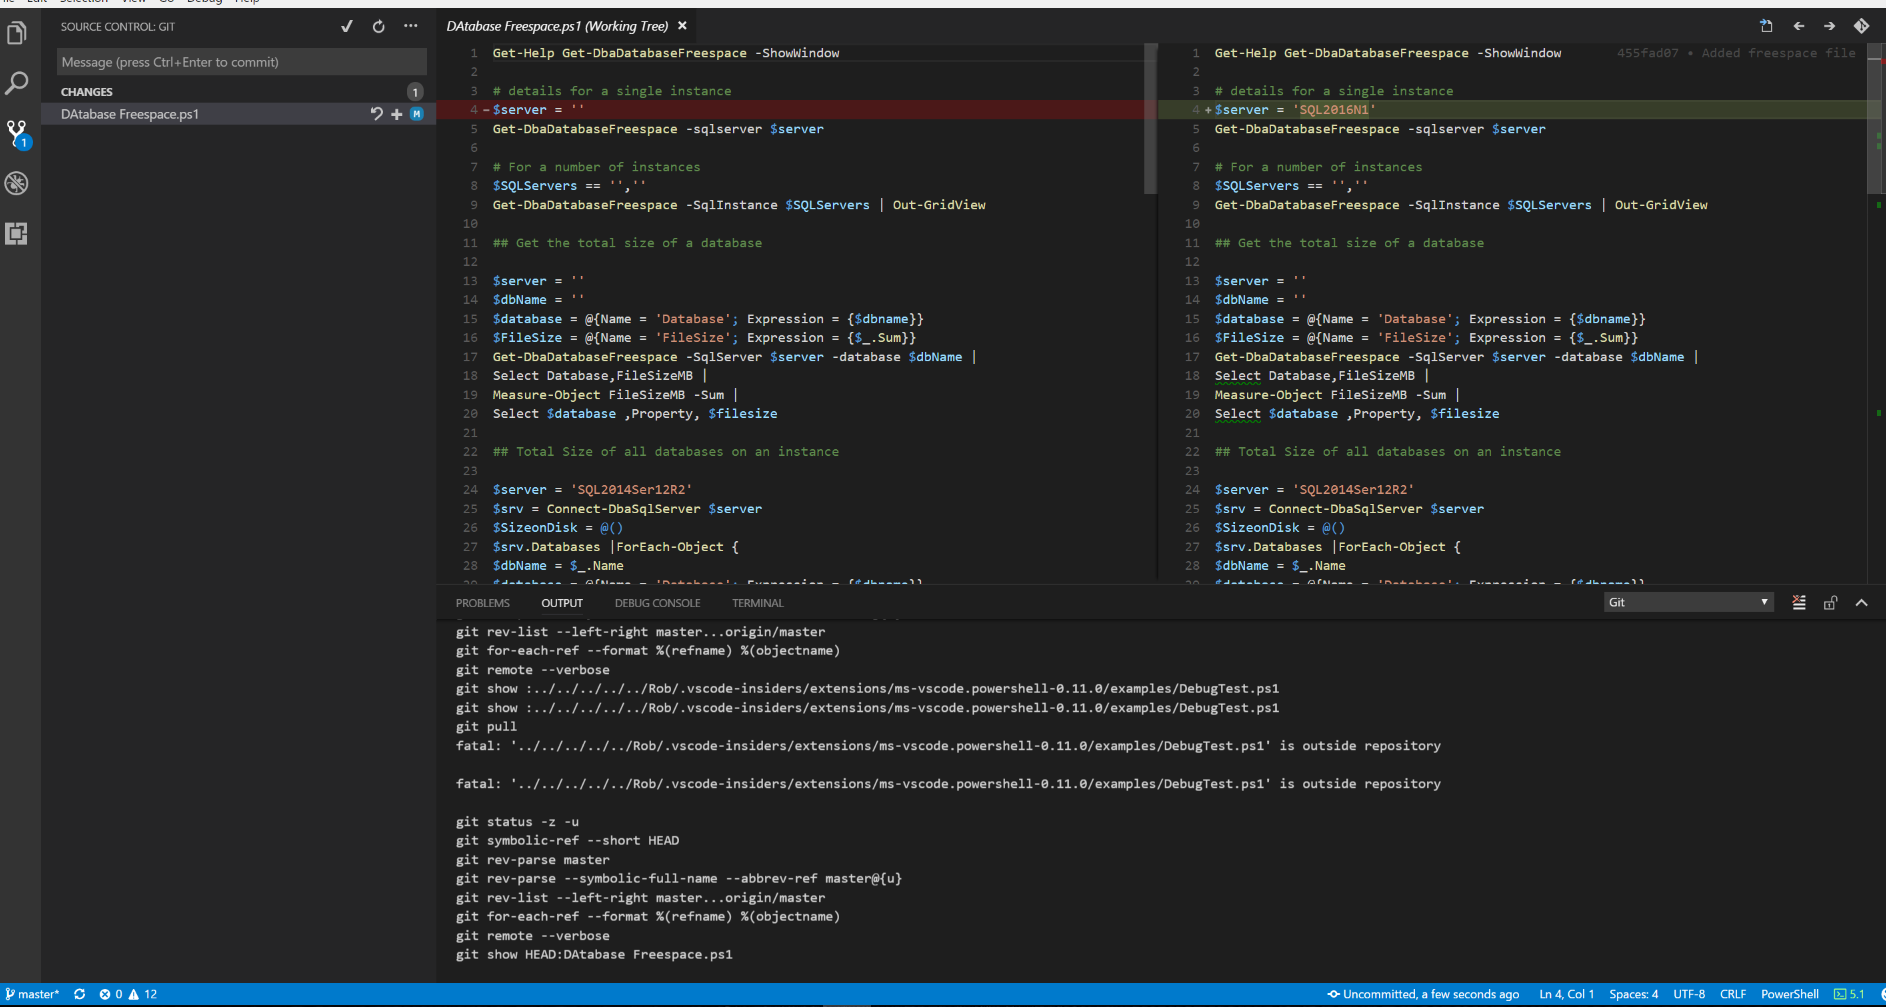 File Edit Selection View Go Debug Help
SOURCE CONTROL: GIT
Message (press Ctrl+Enter to commit)
CHANGES 1
DAtabase Freespace.ps1 M
1
DAtabase Freespace.ps1 (Working Tree)
1 Get-Help Get-DbaDatabaseFreespace -ShowWindow
2
3 # details for a single instance
4 -$server = ''
5 Get-DbaDatabaseFreespace -sqlserver $server
6
7 # For a number of instances
8 $SQLServers == '',''
9 Get-DbaDatabaseFreespace -SqlInstance $SQLServers | Out-GridView
10
11 ## Get the total size of a database
12
13 $server = ''
14 $dbName = ''
15 $database = @{Name = 'Database'; Expression = {$dbname}}
16 $FileSize = @{Name = 'FileSize'; Expression = {$_.Sum}}
17 Get-DbaDatabaseFreespace -SqlServer $server -database $dbName |
18 Select Database,FileSizeMB |
19 Measure-Object FileSizeMB -Sum |
20 Select $database ,Property, $filesize
21
22 ## Total Size of all databases on an instance
23
24 $server = 'SQL2014Ser12R2'
25 $srv = Connect-DbaSqlServer $server
26 $SizeonDisk = @()
27 $srv.Databases |ForEach-Object {
28 $dbName = $_.Name
29 $database = @{Name = 'Database'; Expression = {$dbname}}
1 Get-Help Get-DbaDatabaseFreespace -ShowWindow 455fad07 • Added freespace file
2
3 # details for a single instance
4 +$server = 'SQL2016N1'
5 Get-DbaDatabaseFreespace -sqlserver $server
6
7 # For a number of instances
8 $SQLServers == '',''
9 Get-DbaDatabaseFreespace -SqlInstance $SQLServers | Out-GridView
10
11 ## Get the total size of a database
12
13 $server = ''
14 $dbName = ''
15 $database = @{Name = 'Database'; Expression = {$dbname}}
16 $FileSize = @{Name = 'FileSize'; Expression = {$_.Sum}}
17 Get-DbaDatabaseFreespace -SqlServer $server -database $dbName |
18 Select Database,FileSizeMB |
19 Measure-Object FileSizeMB -Sum |
20 Select $database ,Property, $filesize
21
22 ## Total Size of all databases on an instance
23
24 $server = 'SQL2014Ser12R2'
25 $srv = Connect-DbaSqlServer $server
26 $SizeonDisk = @()
27 $srv.Databases |ForEach-Object {
28 $dbName = $_.Name
29 $database = @{Name = 'Database'; Expression = {$dbname}}
PROBLEMS OUTPUT DEBUG CONSOLE TERMINAL Git
git rev-list --left-right master...origin/master
git for-each-ref --format %(refname) %(objectname)
git remote --verbose
git show :../../../../../Rob/.vscode-insiders/extensions/ms-vscode.powershell-0.11.0/examples/DebugTest.ps1
git show :../../../../../Rob/.vscode-insiders/extensions/ms-vscode.powershell-0.11.0/examples/DebugTest.ps1
git pull
fatal: '../../../../../Rob/.vscode-insiders/extensions/ms-vscode.powershell-0.11.0/examples/DebugTest.ps1' is outside repository
fatal: '../../../../../Rob/.vscode-insiders/extensions/ms-vscode.powershell-0.11.0/examples/DebugTest.ps1' is outside repository
git status -z -u
git symbolic-ref --short HEAD
git rev-parse master
git rev-parse --symbolic-full-name --abbrev-ref master@{u}
git rev-list --left-right master...origin/master
git for-each-ref --format %(refname) %(objectname)
git remote --verbose
git show HEAD:DAtabase Freespace.ps1
master* 0 12 Uncommitted, a few seconds ago Ln 4, Col 1 Spaces: 4 UTF-8 CRLF PowerShell 5.1